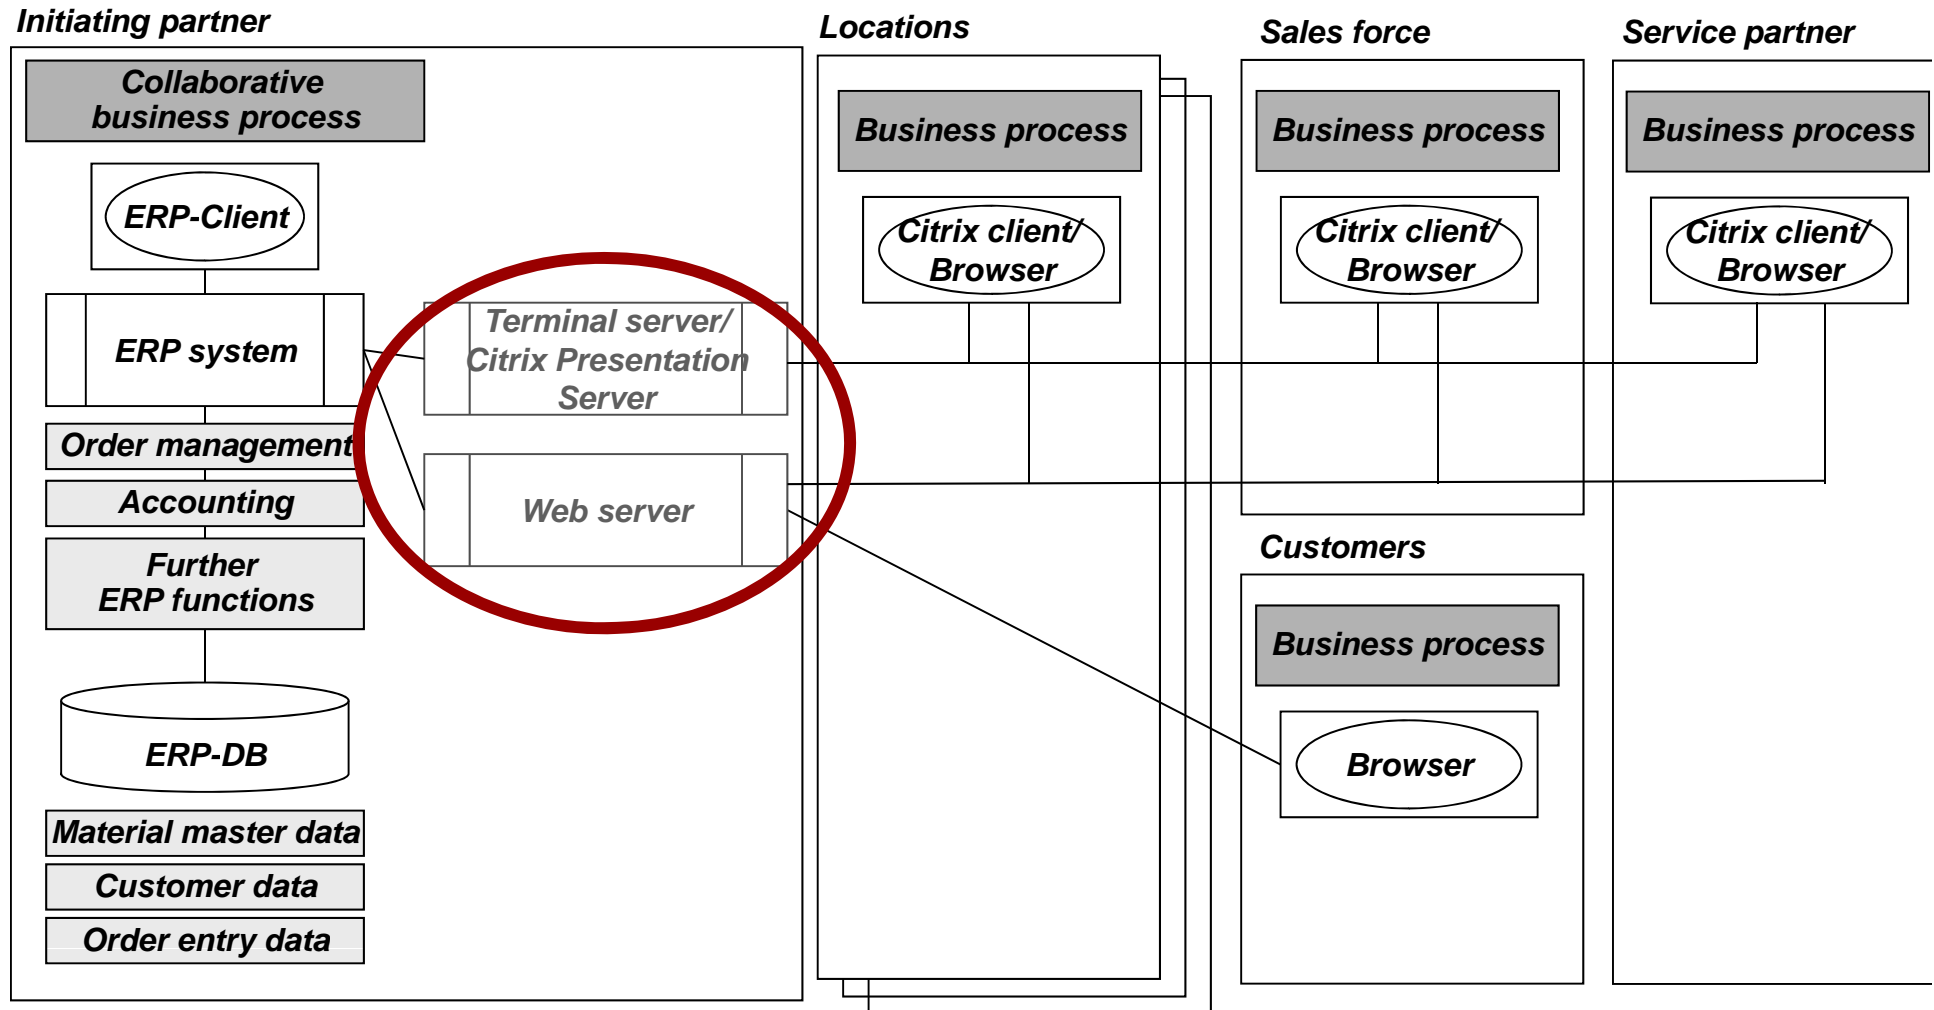 Initiating partner
Collaborative
business process
ERP-Client
ERP system
Order management
Accounting
Further
ERP functions
ERP-DB
Material master data
Customer data
Order entry data
Terminal server/
Citrix Presentation
Server
Web server
Locations
Business process
Citrix client/
Browser
Sales force
Business process
Citrix client/
Browser
Customers
Business process
Browser
Service partner
Business process
Citrix client/
Browser